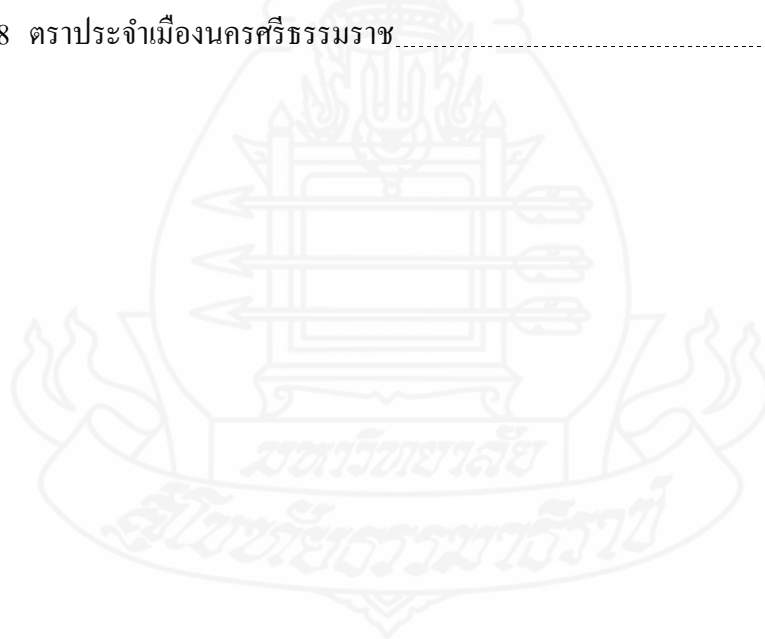 8 ตราประจำเมืองนครศรีธรรมราช
มหาวิทยาลัย
สุโขทัยธรรมาธิราช